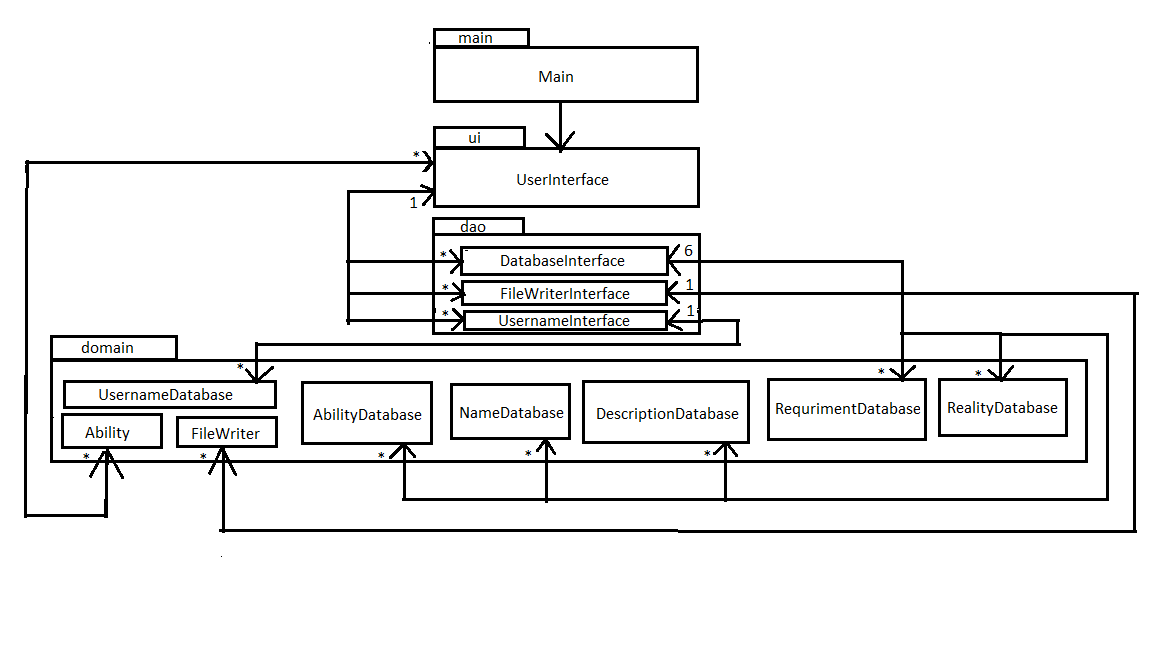 main
Main
ui
*
UserInterface
1
dao
* DatabaseInterface 6
* FileWriterInterface 1
* UsernameInterface 1
domain
*
*
*
UsernameDatabase
AbilityDatabase
NameDatabase
DescriptionDatabase
RequrimentDatabase
RealityDatabase
Ability
FileWriter
*
*
*
*
*